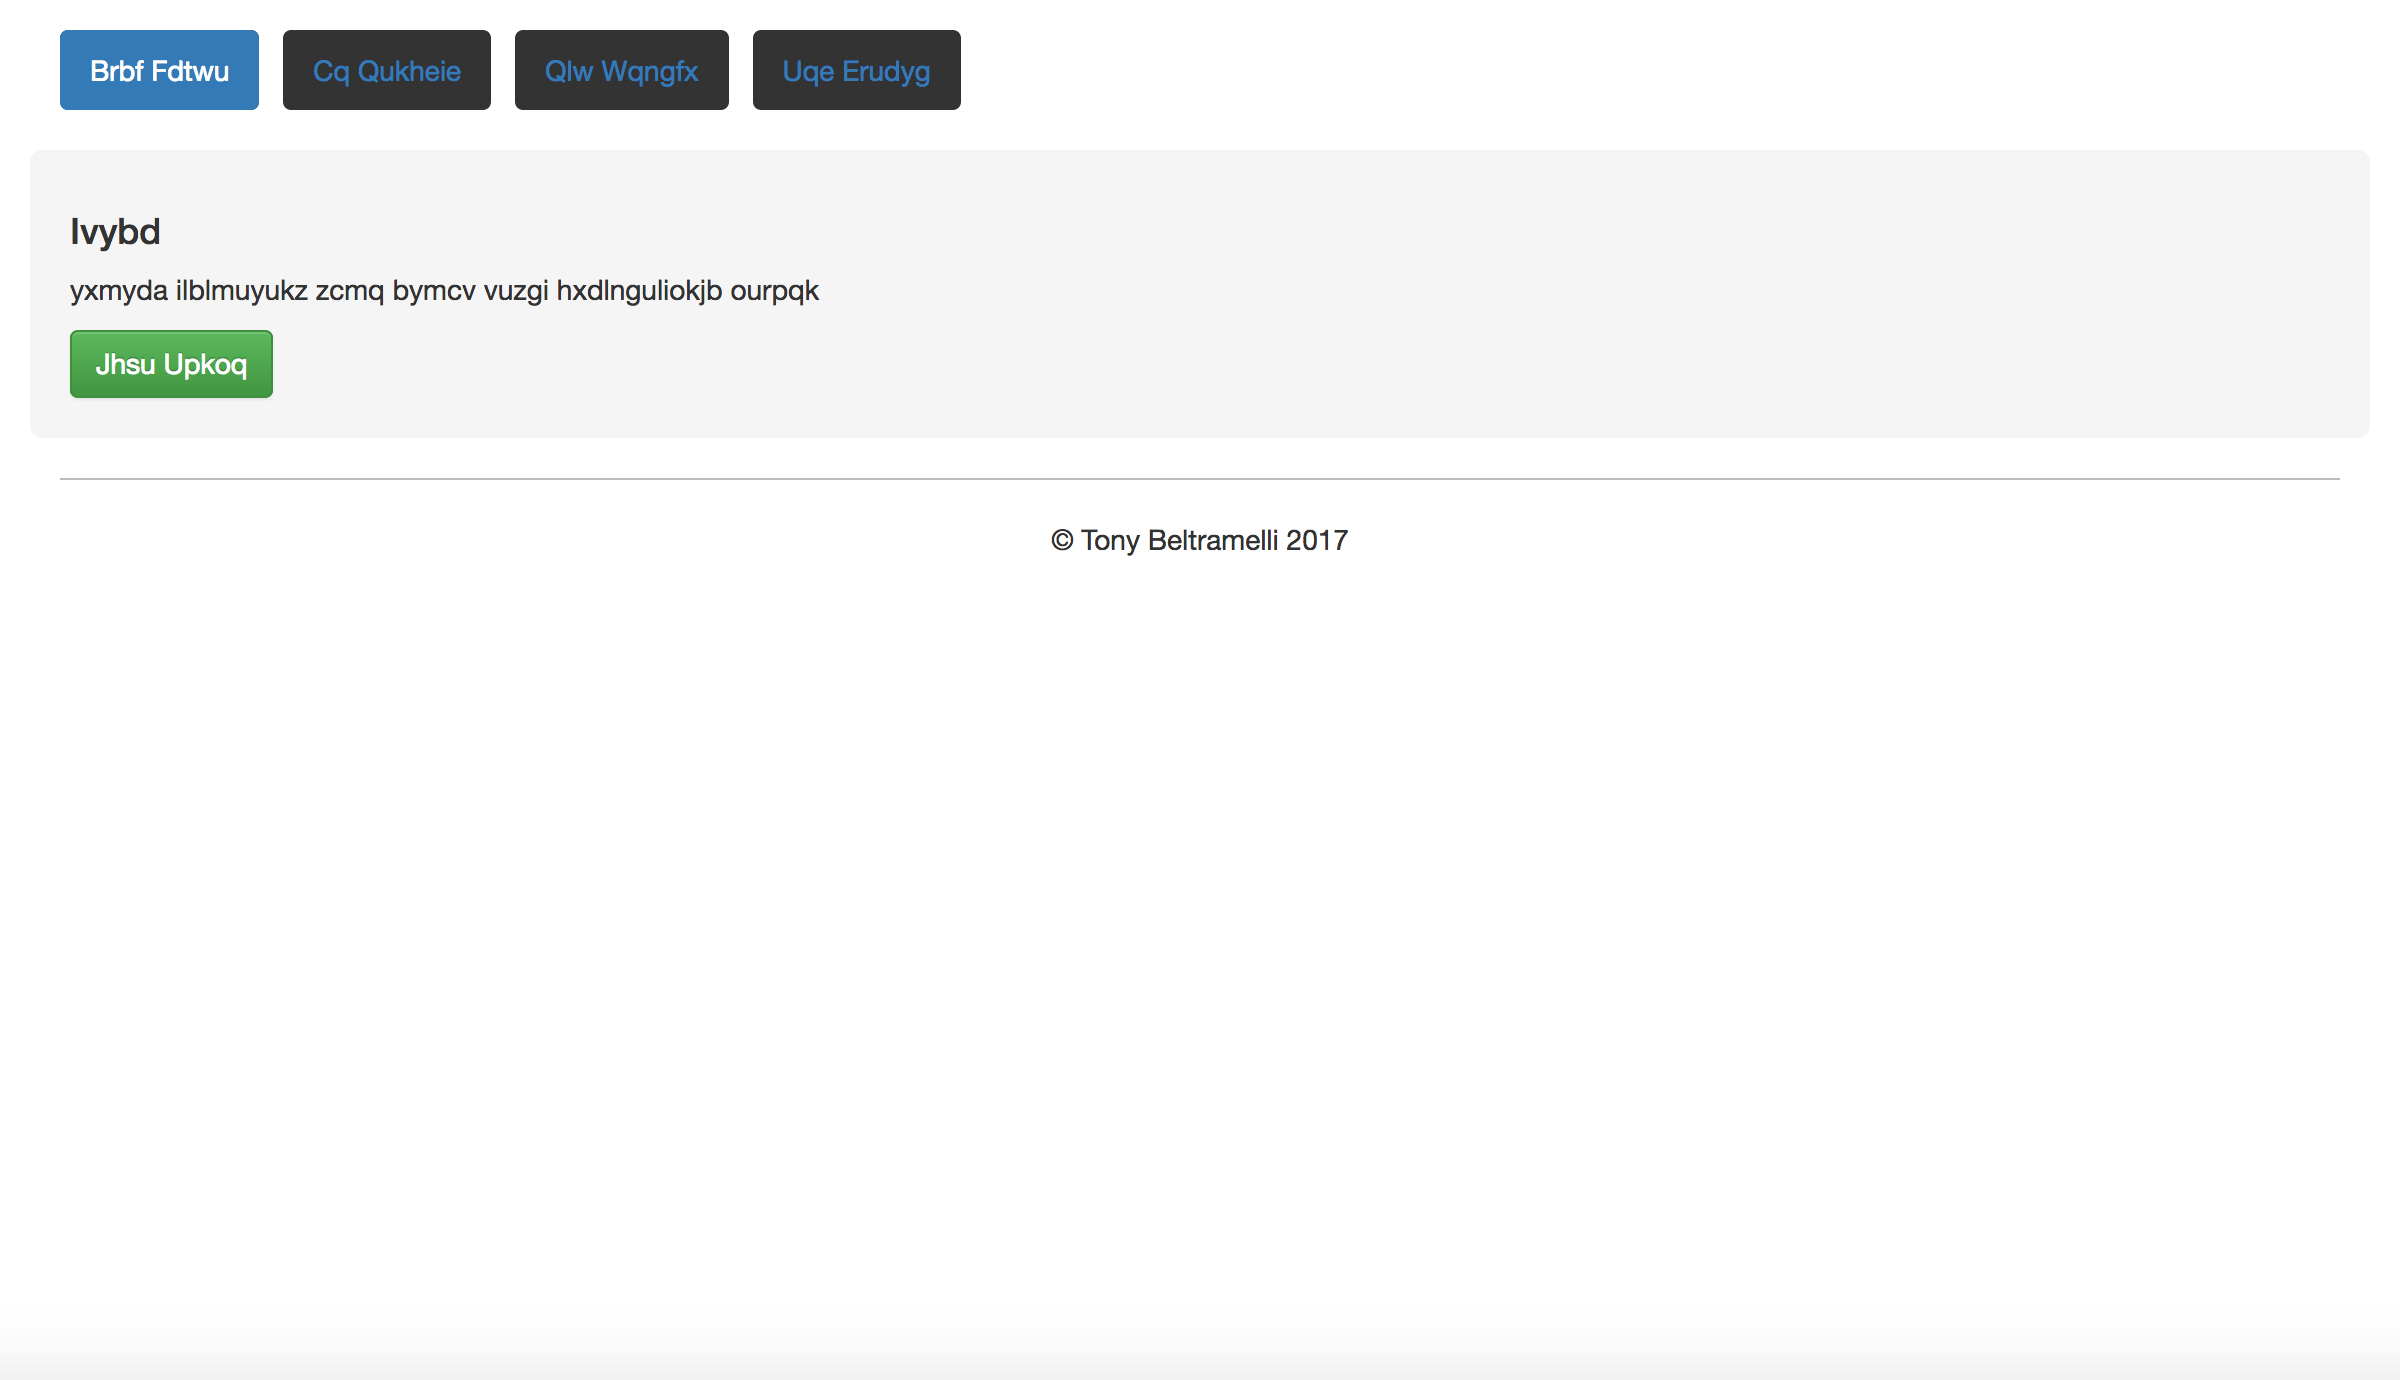 Brbf Fdtwu Cq Qukheie Qlw Wqngfx Uqe Erudyg
Ivybd
yxmyda ilblmuyukz zcmq bymcv vuzgi hxdlnguliokjb ourpqk
Jhsu Upkoq
© Tony Beltramelli 2017